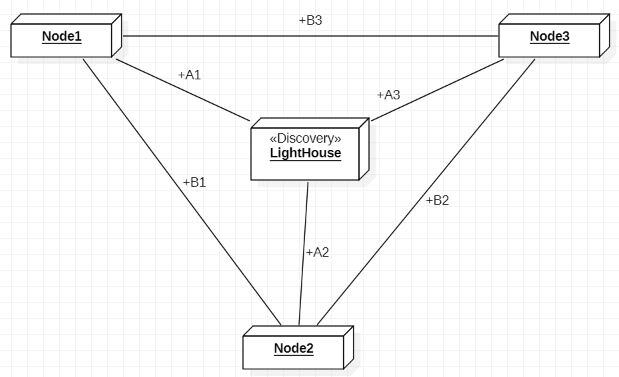 +B3
Node1
Node3
+A1
+A3
«Discovery»
LightHouse
+B1
+B2
+A2
Node2